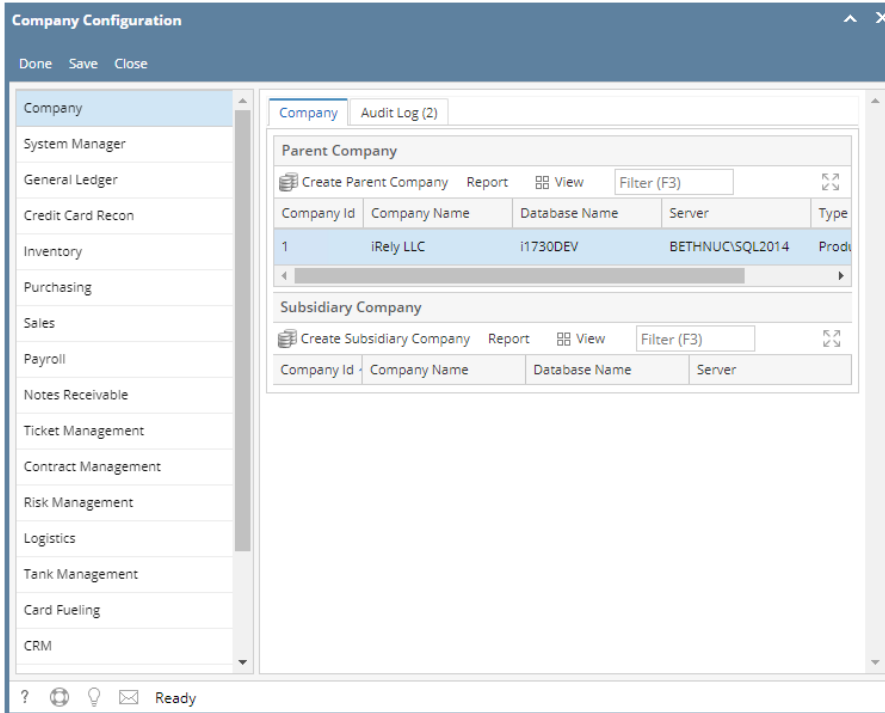 Company Configuration
Done Save Close
Company
System Manager
General Ledger
Credit Card Recon
Inventory
Purchasing
Sales
Payroll
Notes Receivable
Ticket Management
Contract Management
Risk Management
Logistics
Tank Management
Card Fueling
CRM
Company Audit Log (2)
Parent Company
Create Parent Company Report View Filter (F3)
Company Id Company Name Database Name Server Type
1 iRely LLC i1730DEV BETHNUC\SQL2014 Produ
Subsidiary Company
Create Subsidiary Company Report View Filter (F3)
Company Id Company Name Database Name Server
? Ready